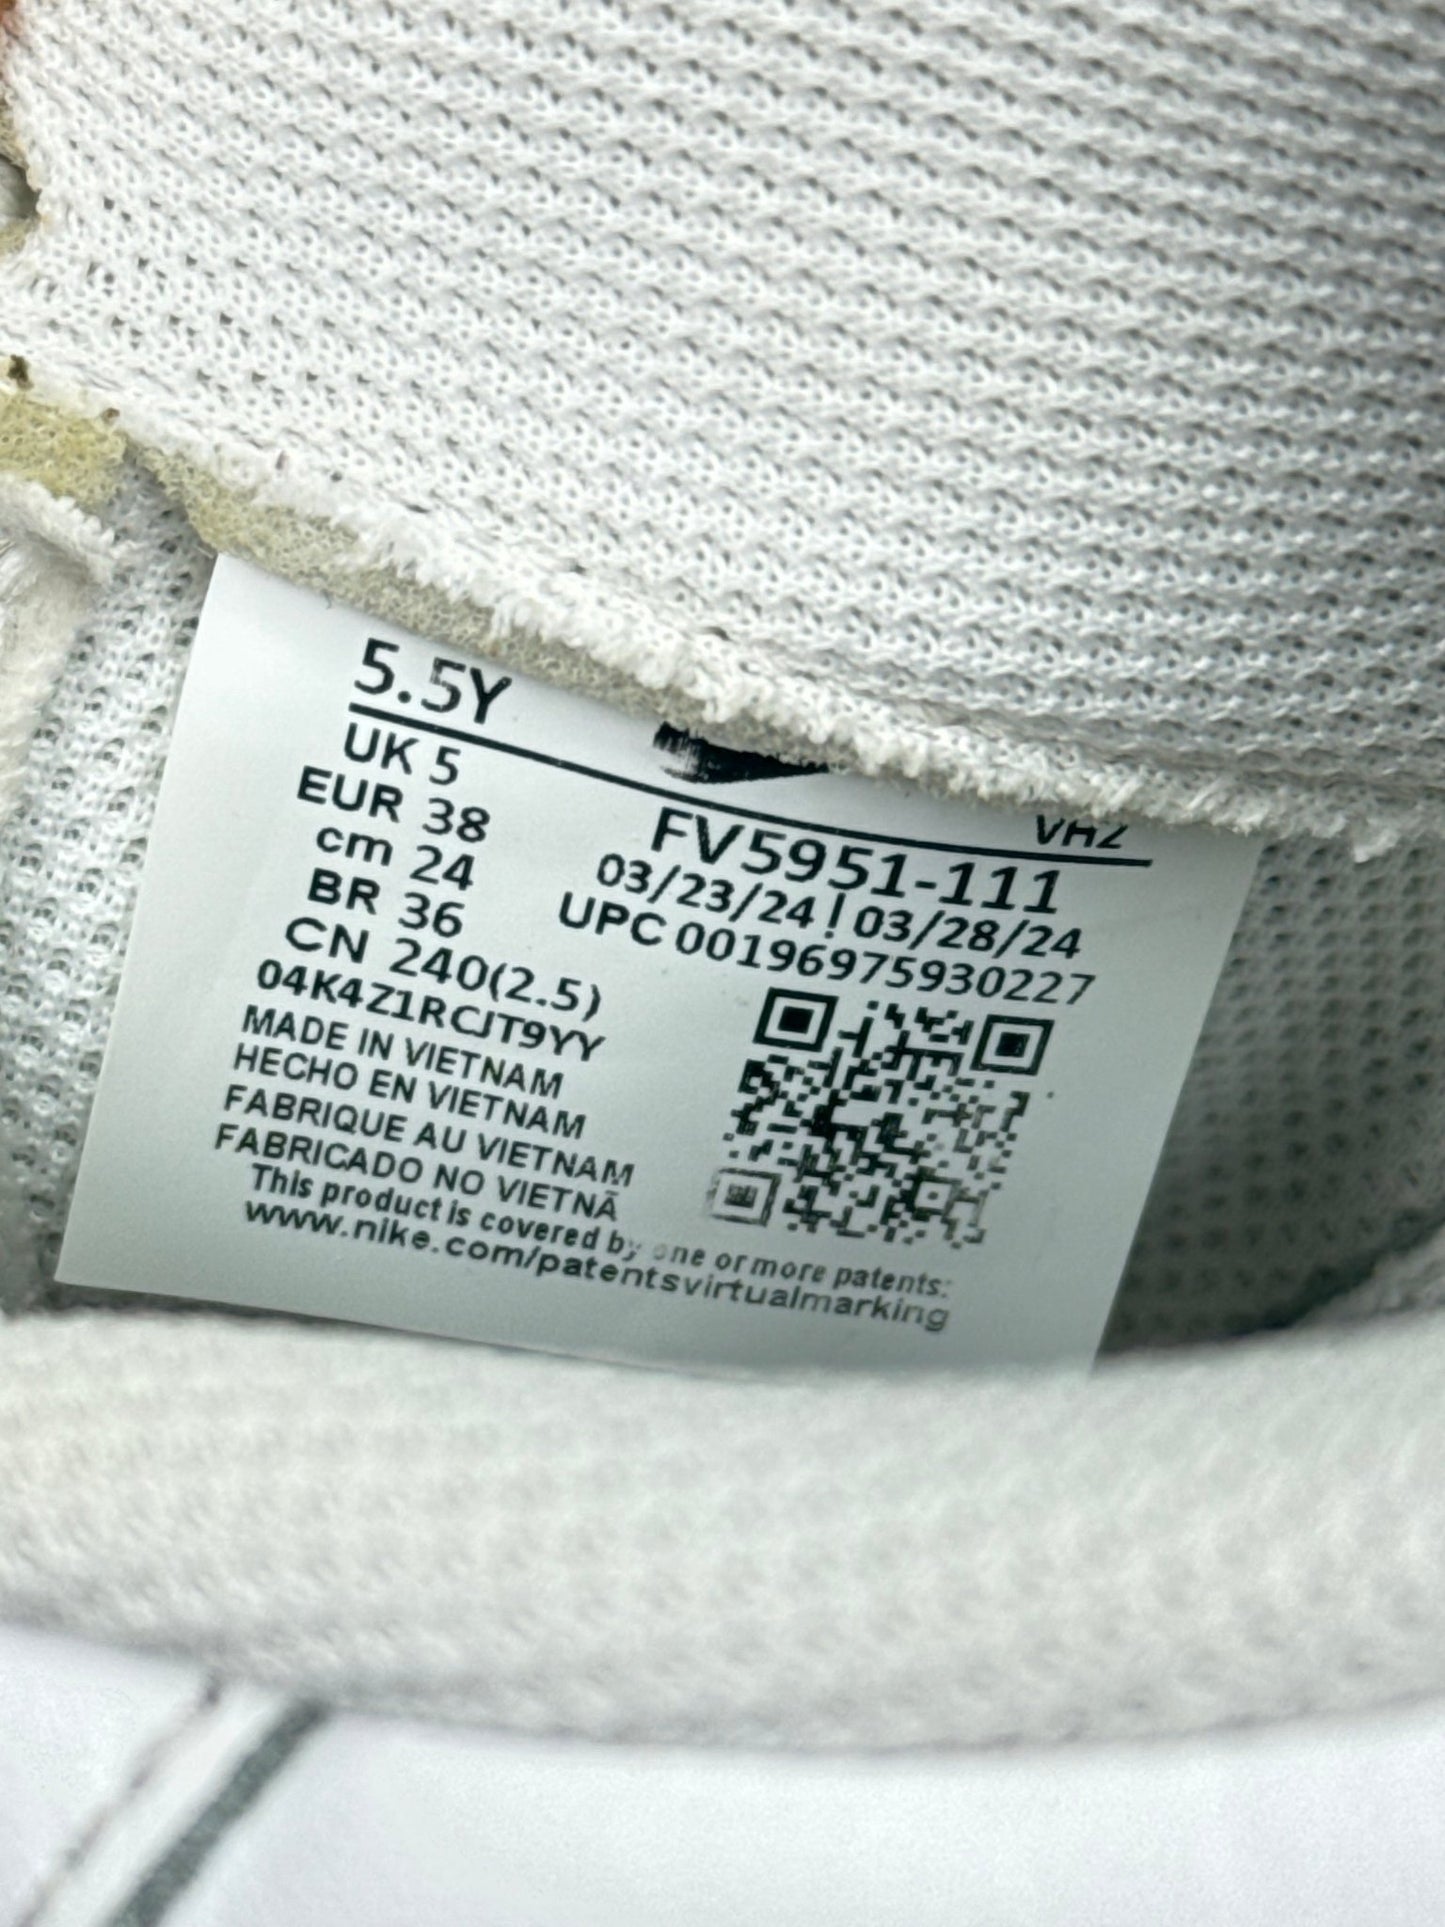 5.5Y
UK 5
EUR 38
cm 24
BR 36
CN 240(2.5)
04K4Z1RCJT9YY
MADE IN VIETNAM
HECHO EN VIETNAM
FABRIQUE AU VIETNAM
FABRICADO NO VIETNÃ
This product is covered by one or more patents:
www.nike.com/patentsvirtualmarking
FV5951-111
03/23/24 ! 03/28/24
UPC 00196975930227